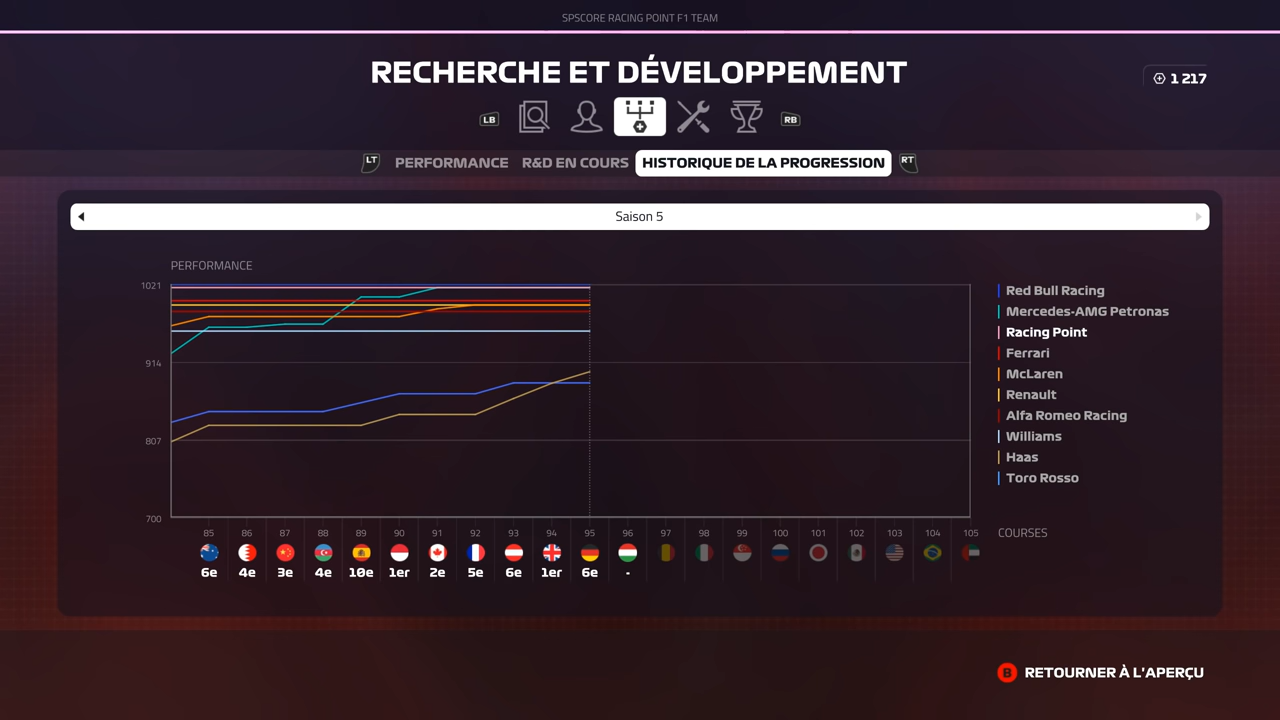 SPSCORE RACING POINT F1 TEAM
RECHERCHE ET DÉVELOPPEMENT
1 217
LB
RB
LT
PERFORMANCE
R&D EN COURS
HISTORIQUE DE LA PROGRESSION
RT
Saison 5
PERFORMANCE
1021
914
807
700
Red Bull Racing
Mercedes-AMG Petronas
Racing Point
Ferrari
McLaren
Renault
Alfa Romeo Racing
Williams
Haas
Toro Rosso
85 86 87 88 89 90 91 92 93 94 95 96 97 98 99 100 101 102 103 104 105
COURSES
6e 4e 3e 4e 10e 1er 2e 5e 6e 1er 6e -
B RETOURNER À L'APERÇU